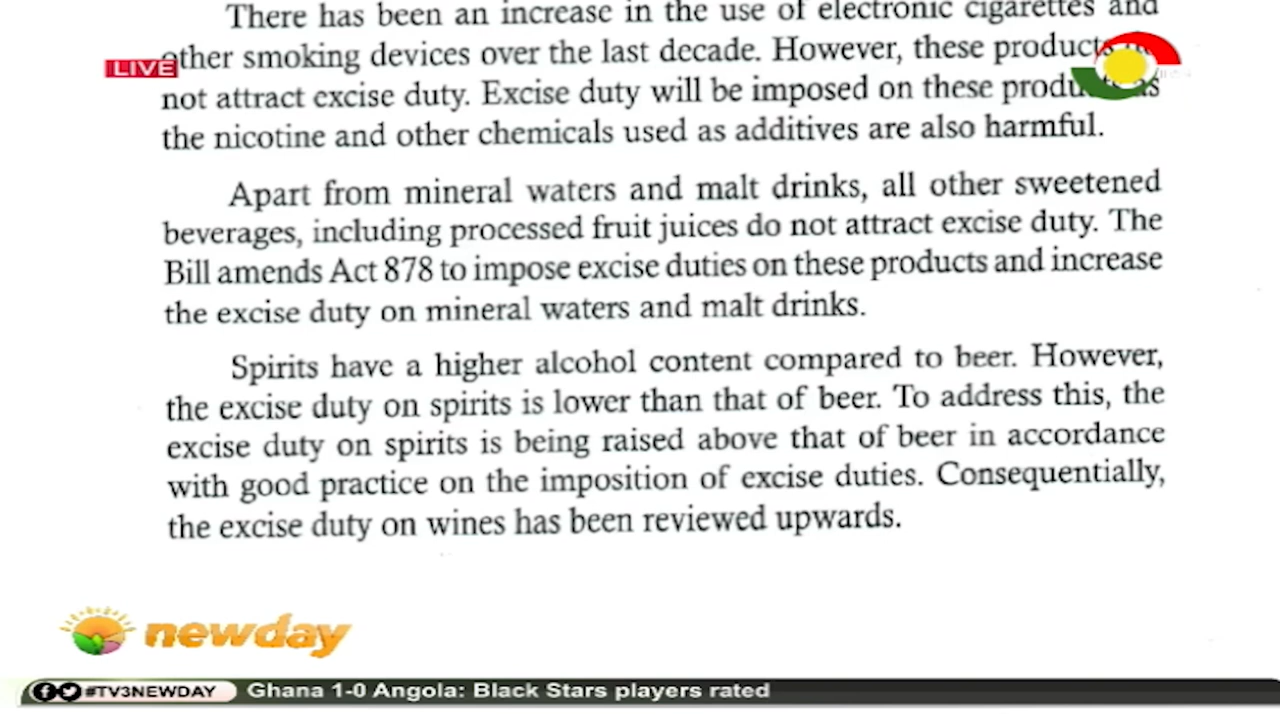 There has been an increase in the use of electronic cigarettes and
LIVE
other smoking devices over the last decade. However, these products
not attract excise duty. Excise duty will be imposed on these products as
the nicotine and other chemicals used as additives are also harmful.
Apart from mineral waters and malt drinks, all other sweetened
beverages, including processed fruit juices do not attract excise duty. The
Bill amends Act 878 to impose excise duties on these products and increase
the excise duty on mineral waters and malt drinks.
Spirits have a higher alcohol content compared to beer. However,
the excise duty on spirits is lower than that of beer. To address this, the
excise duty on spirits is being raised above that of beer in accordance
with good practice on the imposition of excise duties. Consequentially,
the excise duty on wines has been reviewed upwards.
newday
#TV3NEWDAY Ghana 1-0 Angola: Black Stars players rated